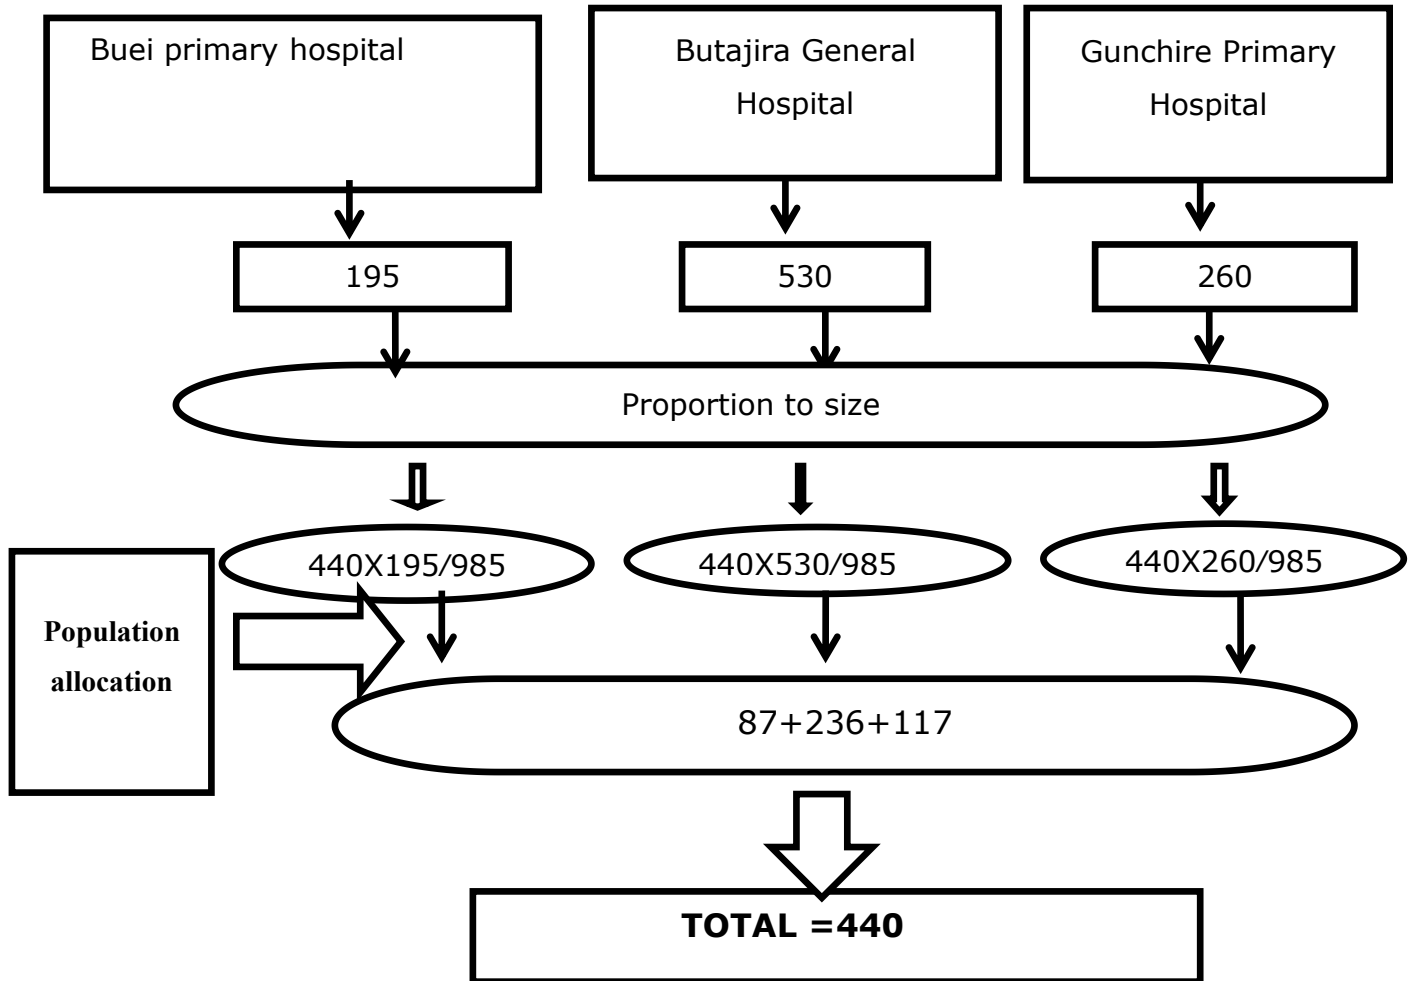 Buei primary hospital
Butajira General
Hospital
Gunchire Primary
Hospital
195
530
260
Proportion to size
440X195/985
440X530/985
440X260/985
Population
allocation
87+236+117
TOTAL =440